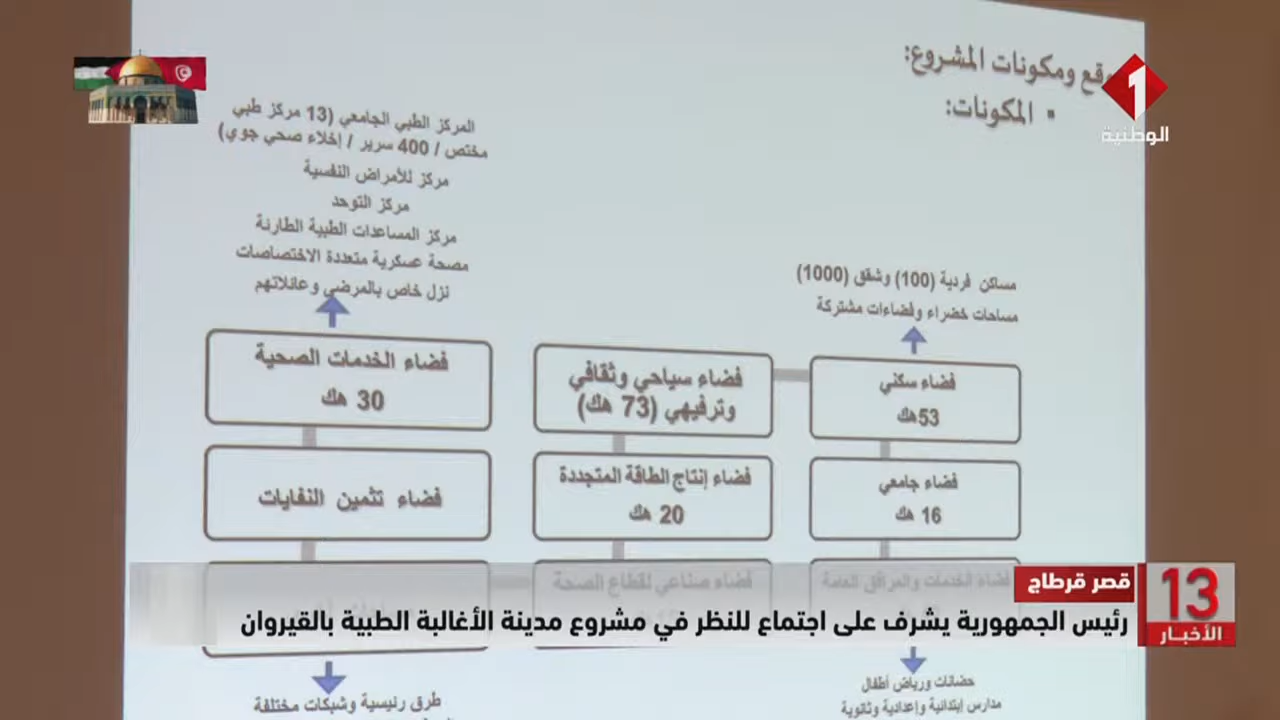 وقع ومكونات المشروع:
▪ المكونات:
1
الوطنية
المركز الطبي الجامعي (13 مركز طبي
مختص / 400 سرير / إخلاء صحي جوي)
مركز للأمراض النفسية
مركز التوحد
مركز المساعدات الطبية الطارئة
مصحة عسكرية متعددة الاختصاصات
نزل خاص بالمرضى وعائلاتهم
مساكن فردية (100) وشقق (1000)
مساحات خضراء وفضاءات مشتركة
فضاء سكني
53هك
فضاء سياحي وثقافي
وترفيهي (73 هك)
فضاء الخدمات الصحية
30 هك
فضاء جامعي
16 هك
فضاء إنتاج الطاقة المتجددة
20 هك
فضاء تثمين النفايات
فضاء الخدمات والمرافق العامة
فضاء صناعي لقطاع الصحة
قصر قرطاج
13
الأخبار
رئيس الجمهورية يشرف على اجتماع للنظر في مشروع مدينة الأغالبة الطبية بالقيروان
حضانات ورياض أطفال
مدارس إبتدائية وإعدادية وثانوية
طرق رئيسية وشبكات مختلفة